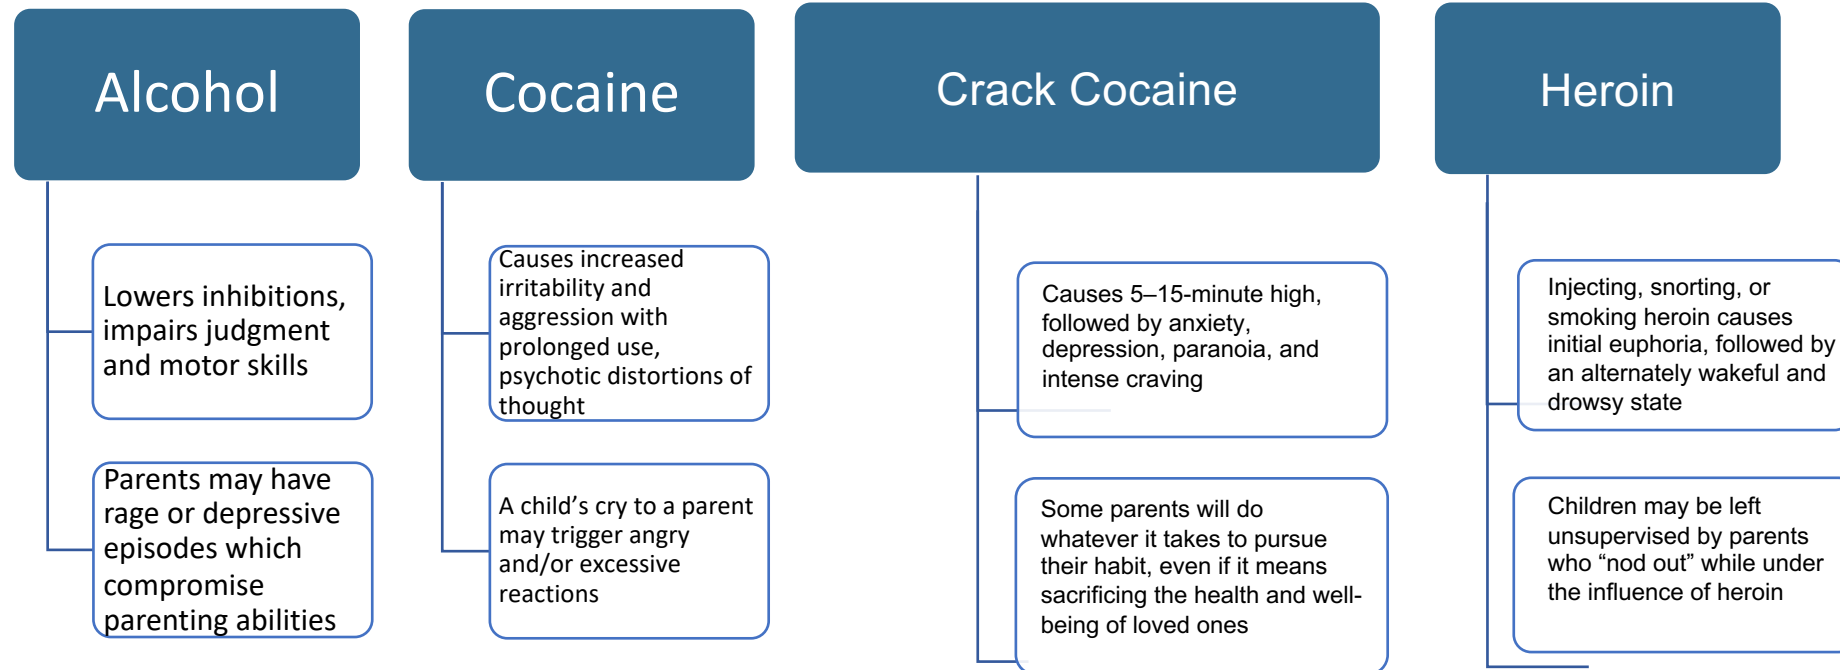 Alcohol
Lowers inhibitions,
impairs judgment
and motor skills
Parents may have
rage or depressive
episodes which
compromise
parenting abilities
Cocaine
Causes increased
irritability and
aggression with
prolonged use,
psychotic distortions of
thought
A child’s cry to a parent
may trigger angry
and/or excessive
reactions
Crack Cocaine
Causes 5–15-minute high,
followed by anxiety,
depression, paranoia, and
intense craving
Some parents will do
whatever it takes to pursue
their habit, even if it means
sacrificing the health and well-
being of loved ones
Heroin
Injecting, snorting, or
smoking heroin causes
initial euphoria, followed by
an alternately wakeful and
drowsy state
Children may be left
unsupervised by parents
who “nod out” while under
the influence of heroin